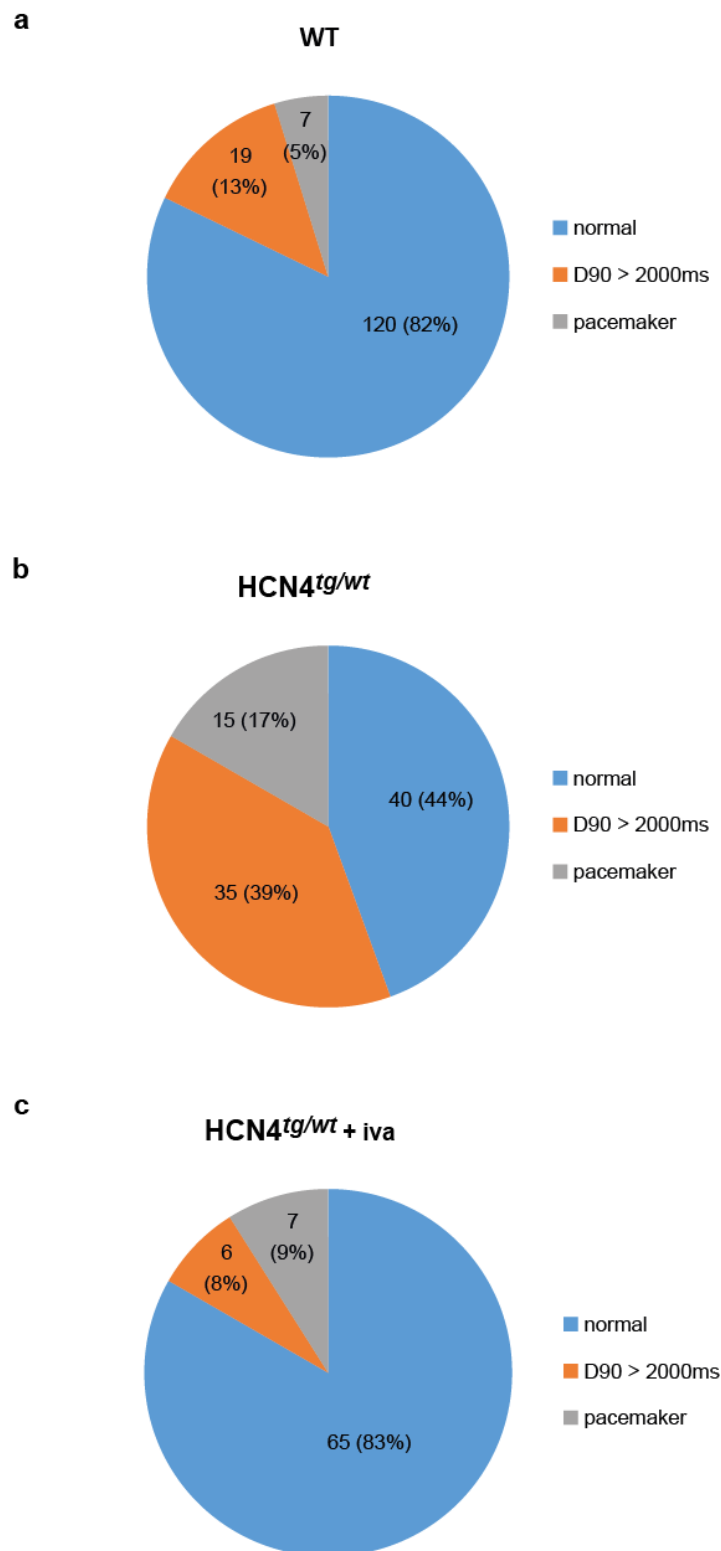 a
WT
7
(5%)
19
(13%)
120 (82%)
normal
D90 > 2000ms
pacemaker
b
HCN4tg/wt
15 (17%)
40 (44%)
35 (39%)
normal
D90 > 2000ms
pacemaker
c
HCN4tg/wt + iva
7
(9%)
6
(8%)
65 (83%)
normal
D90 > 2000ms
pacemaker